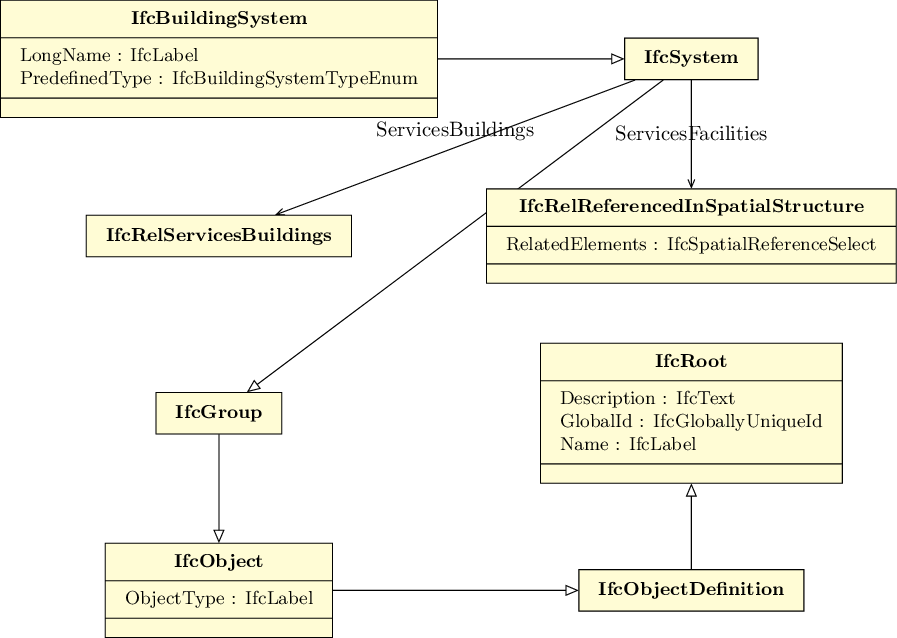 IfcBuildingSystem
LongName : IfcLabel
PredefinedType : IfcBuildingSystemTypeEnum
IfcSystem
ServicesBuildings
ServicesFacilities
IfcRelServicesBuildings
IfcRelReferencedInSpatialStructure
RelatedElements : IfcSpatialReferenceSelect
IfcRoot
Description : IfcText
GlobalId : IfcGloballyUniqueId
Name : IfcLabel
IfcGroup
IfcObject
ObjectType : IfcLabel
IfcObjectDefinition